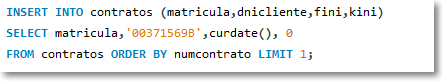 INSERT INTO contratos (matricula,dnicliente,fini,kini)
SELECT matricula,'00371569B',curdate(), 0
FROM contratos ORDER BY numcontrato LIMIT 1;